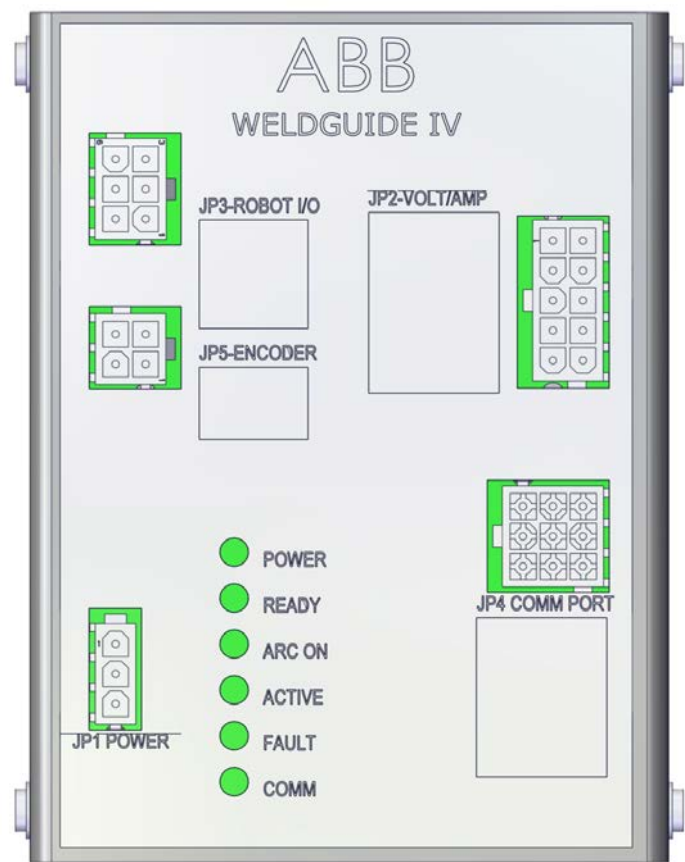 ABB
WELDGUIDE IV
JP3-ROBOT I/O
JP2-VOLT/AMP
JP5-ENCODER
POWER
READY
ARC ON
ACTIVE
FAULT
COMM
JP4 COMM PORT
JP1 POWER